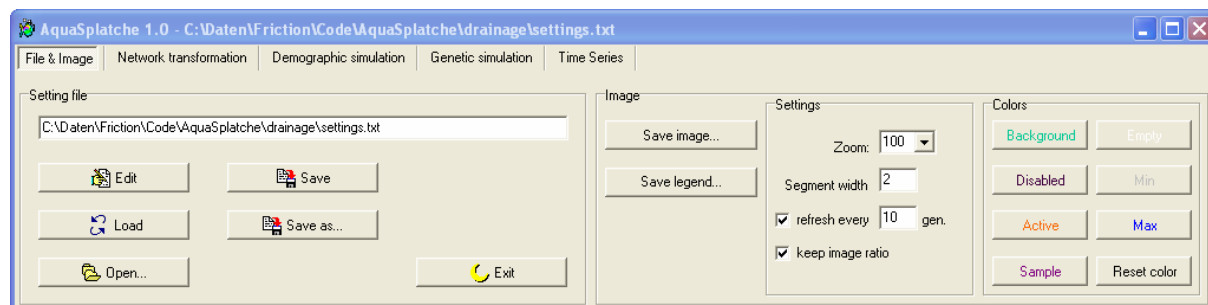 AquaSplatche 1.0 - C:\Daten\Friction\Code\AquaSplatche\drainage\settings.txt
File & Image Network transformation Demographic simulation Genetic simulation Time Series
Setting file
C:\Daten\Friction\Code\AquaSplatche\drainage\settings.txt
Edit Save
Load Save as...
Open... Exit
Image
Save image...
Save legend...
Settings
Zoom: 100
Segment width 2
refresh every 10 gen.
keep image ratio
Colors
Background Empty
Disabled Min
Active Max
Sample Reset color